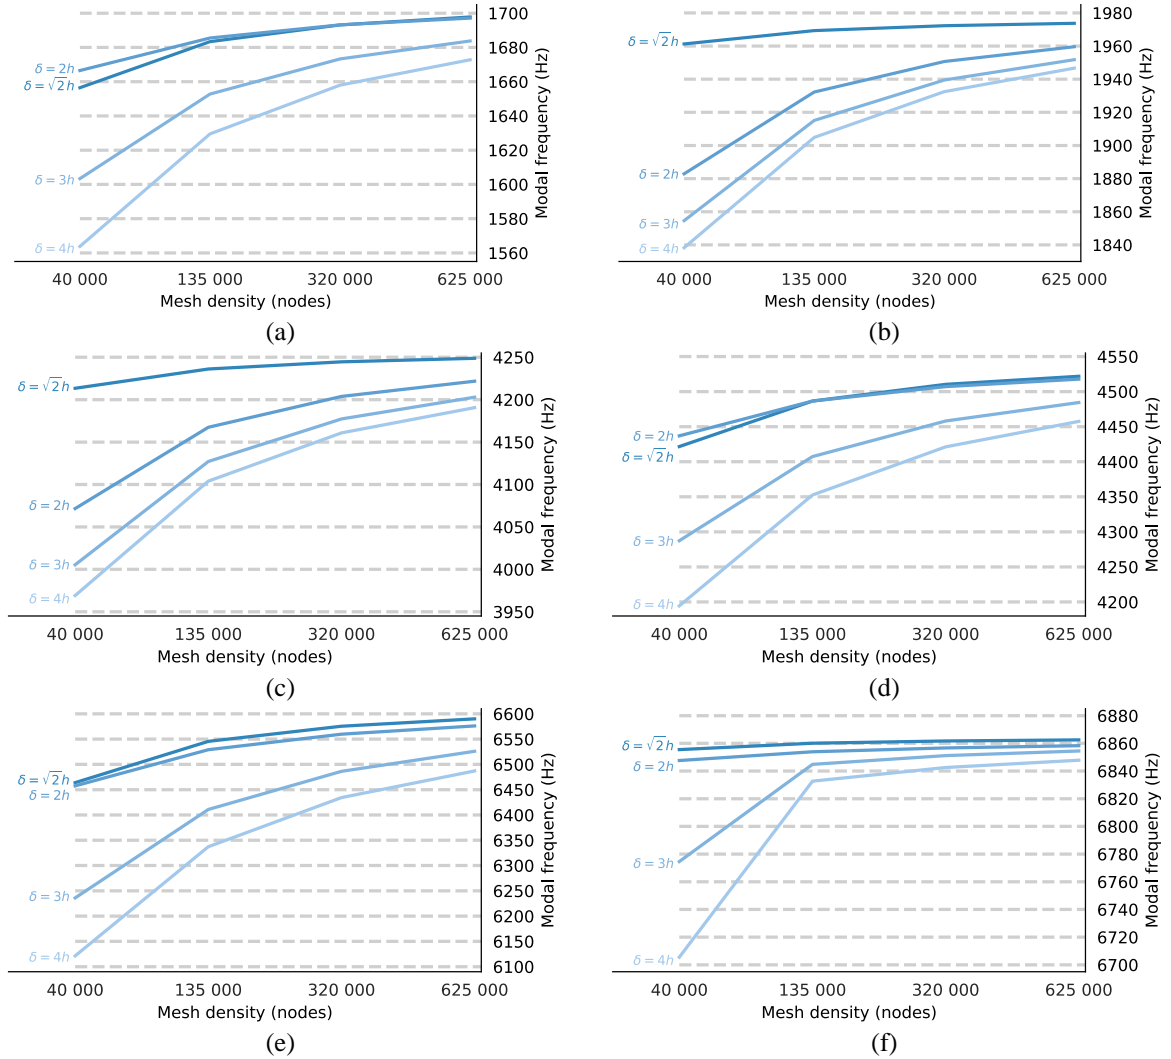 1700
1680
1660
1640
1620
1600
1580
1560
Modal frequency (Hz)
δ = 2h
δ = √2h
δ = 3h
δ = 4h
40 000 135 000 320 000 625 000
Mesh density (nodes)
(a)
1980
1960
1940
1920
1900
1880
1860
1840
Modal frequency (Hz)
δ = √2h
δ = 2h
δ = 3h
δ = 4h
40 000 135 000 320 000 625 000
Mesh density (nodes)
(b)
4250
4200
4150
4100
4050
4000
3950
Modal frequency (Hz)
δ = √2h
δ = 2h
δ = 3h
δ = 4h
40 000 135 000 320 000 625 000
Mesh density (nodes)
(c)
4550
4500
4450
4400
4350
4300
4250
4200
Modal frequency (Hz)
δ = 2h
δ = √2h
δ = 3h
δ = 4h
40 000 135 000 320 000 625 000
Mesh density (nodes)
(d)
6600
6550
6500
6450
6400
6350
6300
6250
6200
6150
6100
Modal frequency (Hz)
δ = √2h
δ = 2h
δ = 3h
δ = 4h
40 000 135 000 320 000 625 000
Mesh density (nodes)
(e)
6880
6860
6840
6820
6800
6780
6760
6740
6720
6700
Modal frequency (Hz)
δ = √2h
δ = 2h
δ = 3h
δ = 4h
40 000 135 000 320 000 625 000
Mesh density (nodes)
(f)